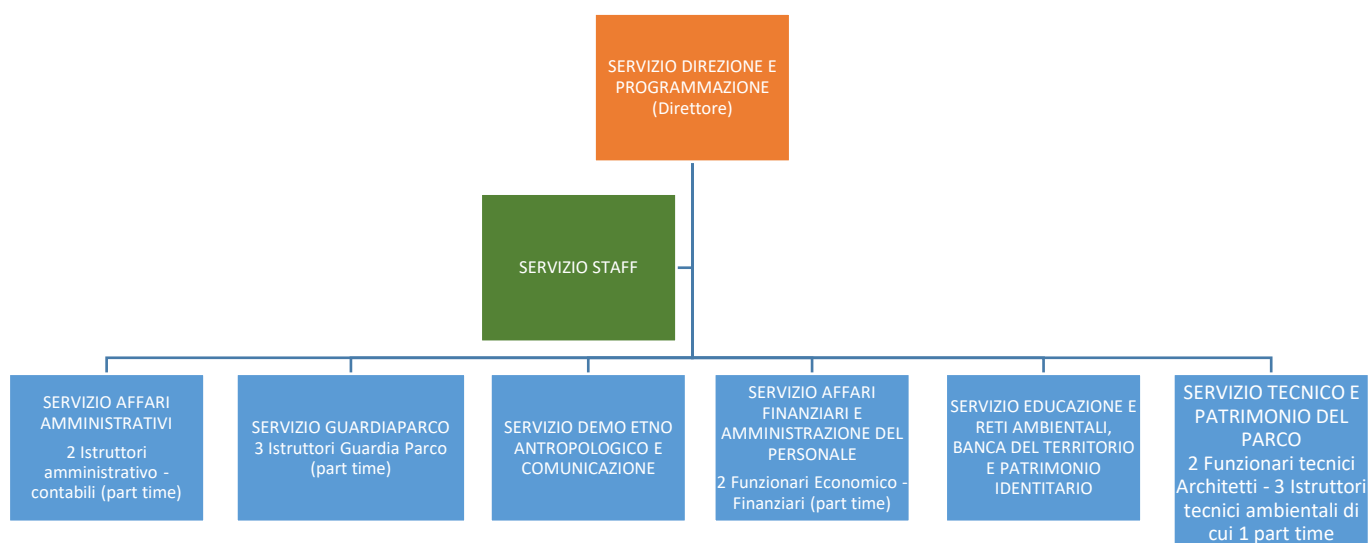 SERVIZIO DIREZIONE E
PROGRAMMAZIONE
(Direttore)
SERVIZIO STAFF
SERVIZIO AFFARI
AMMINISTRATIVI
2 Istruttori
amministrativo -
contabili (part time)
SERVIZIO GUARDIAPARCO
3 Istruttori Guardia Parco
(part time)
SERVIZIO DEMO ETNO
ANTROPOLOGICO E
COMUNICAZIONE
SERVIZIO AFFARI
FINANZIARI E
AMMINISTRAZIONE DEL
PERSONALE
2 Funzionari Economico -
Finanziari (part time)
SERVIZIO EDUCAZIONE E
RETI AMBIENTALI,
BANCA DEL TERRITORIO
E PATRIMONIO
IDENTITARIO
SERVIZIO TECNICO E
PATRIMONIO DEL
PARCO
2 Funzionari tecnici
Architetti - 3 Istruttori
tecnici ambientali di
cui 1 part time